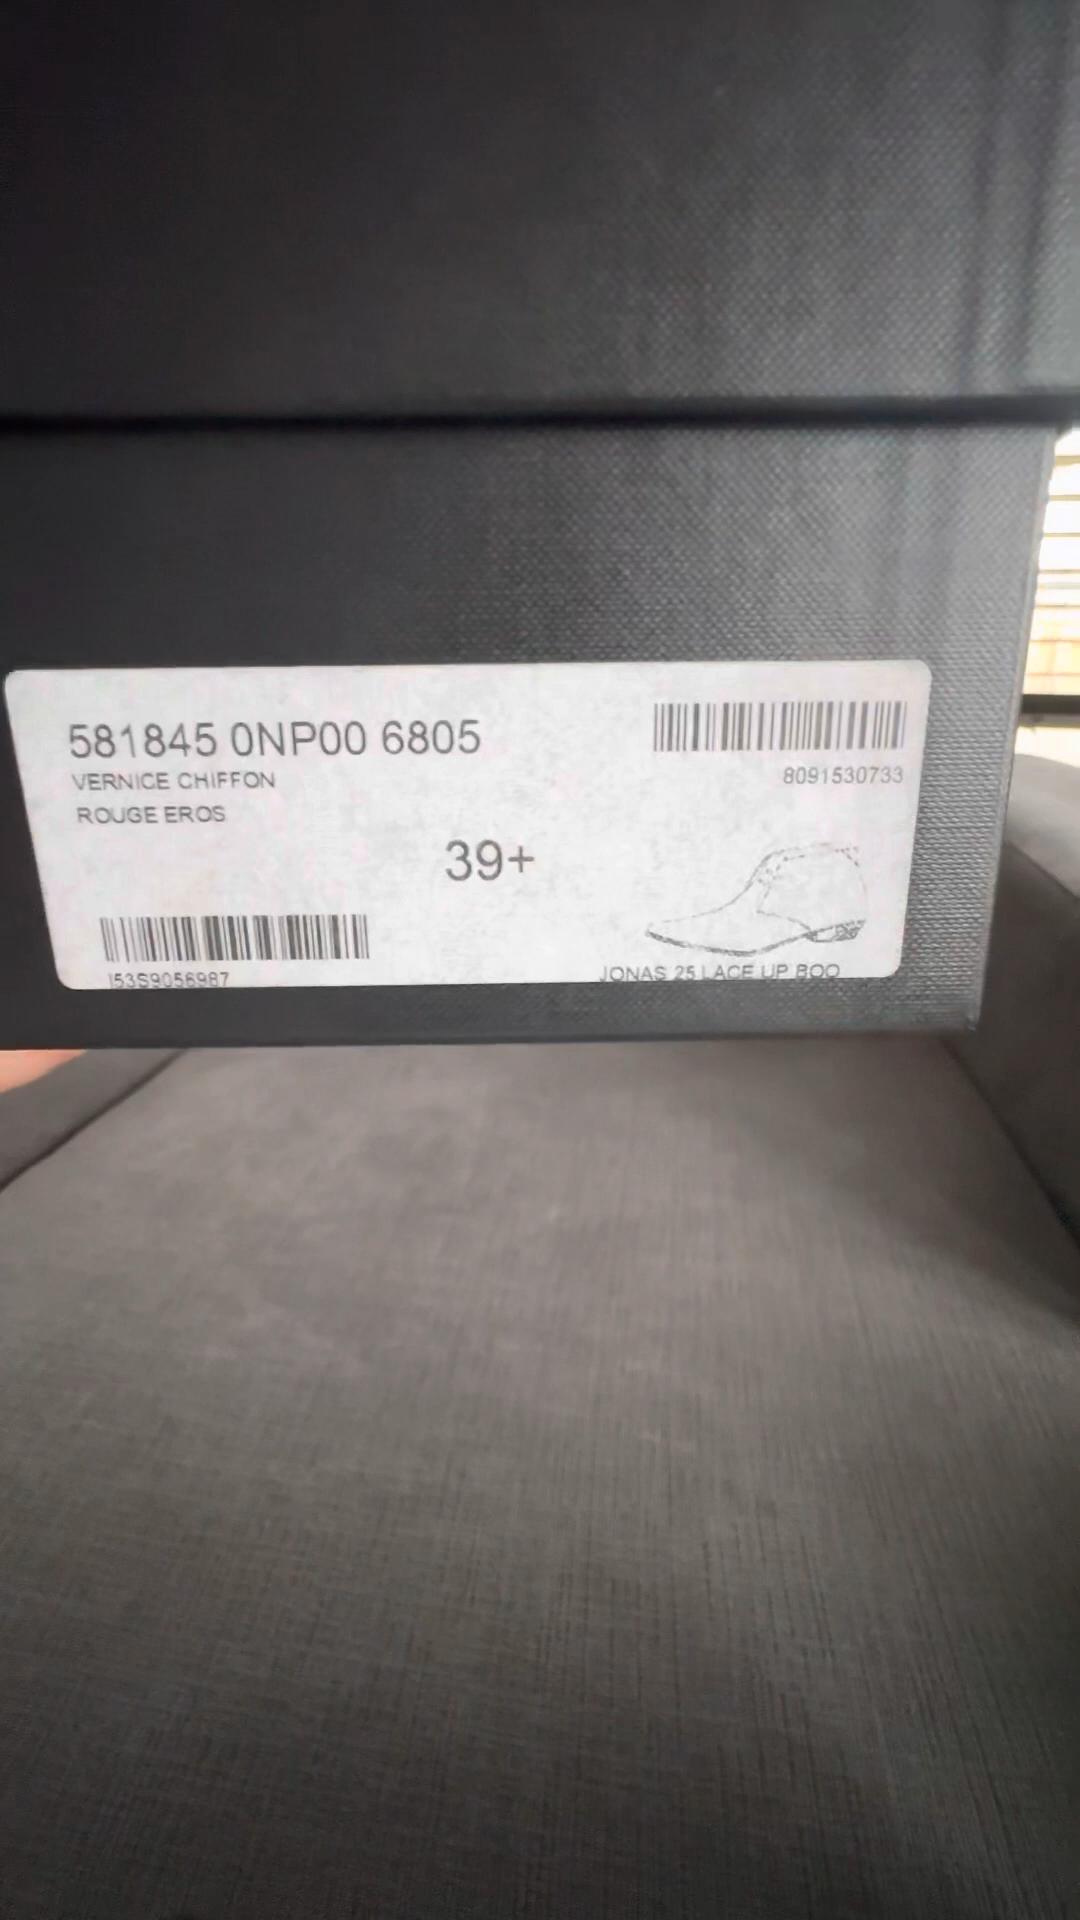 581845 0NP00 6805
8091530733
VERNICE CHIFFON
ROUGE EROS
39+
I53S9056987
JONAS 25 LACE UP BOO